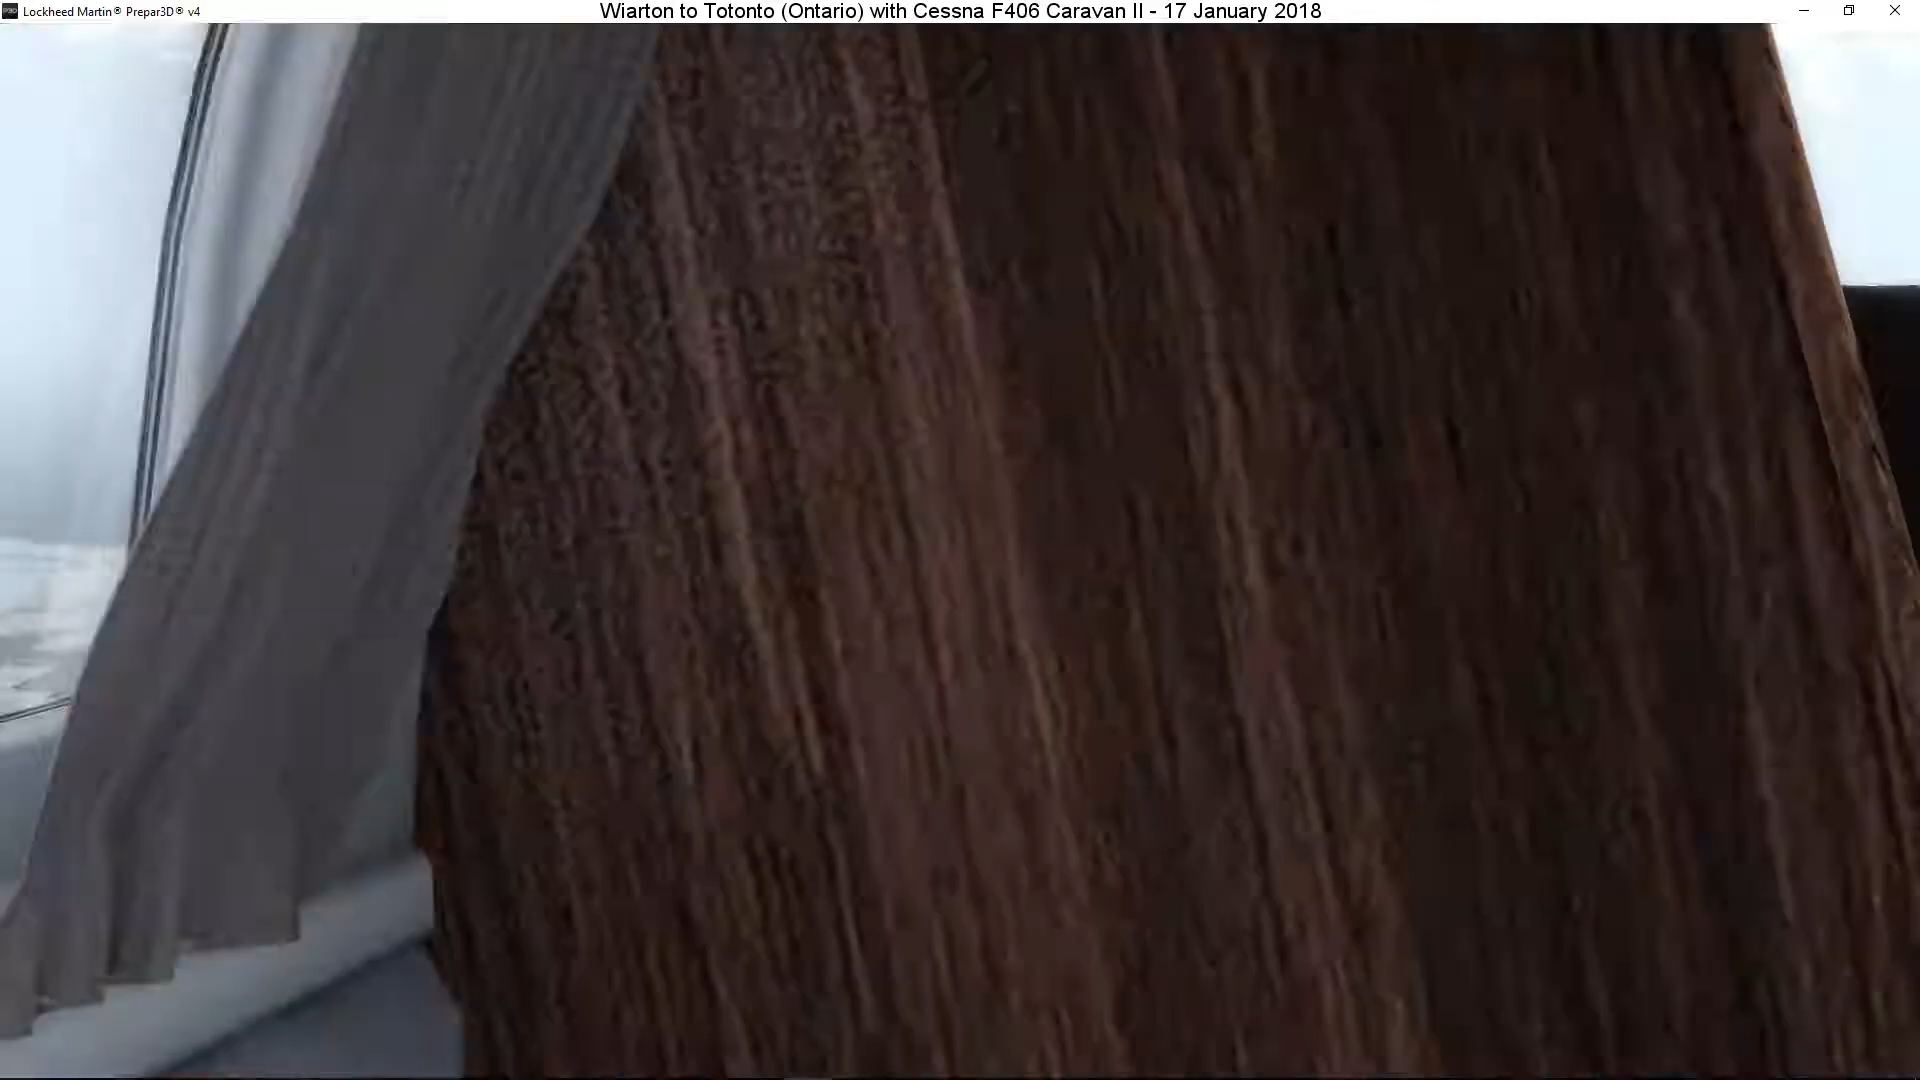 Lockheed Martin® Prepar3D® v4
Wiarton to Totonto (Ontario) with Cessna F406 Caravan II - 17 January 2018